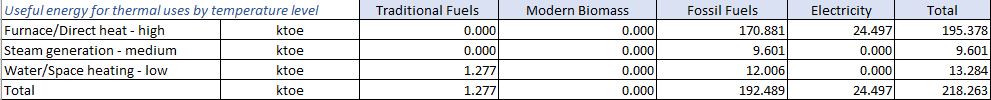 Useful energy for thermal uses by temperature level Traditional Fuels Modern Biomass Fossil Fuels Electricity Total
Furnace/Direct heat - high ktoe 0.000 0.000 170.881 24.497 195.378
Steam generation - medium ktoe 0.000 0.000 9.601 0.000 9.601
Water/Space heating - low ktoe 1.277 0.000 12.006 0.000 13.284
Total ktoe 1.277 0.000 192.489 24.497 218.263